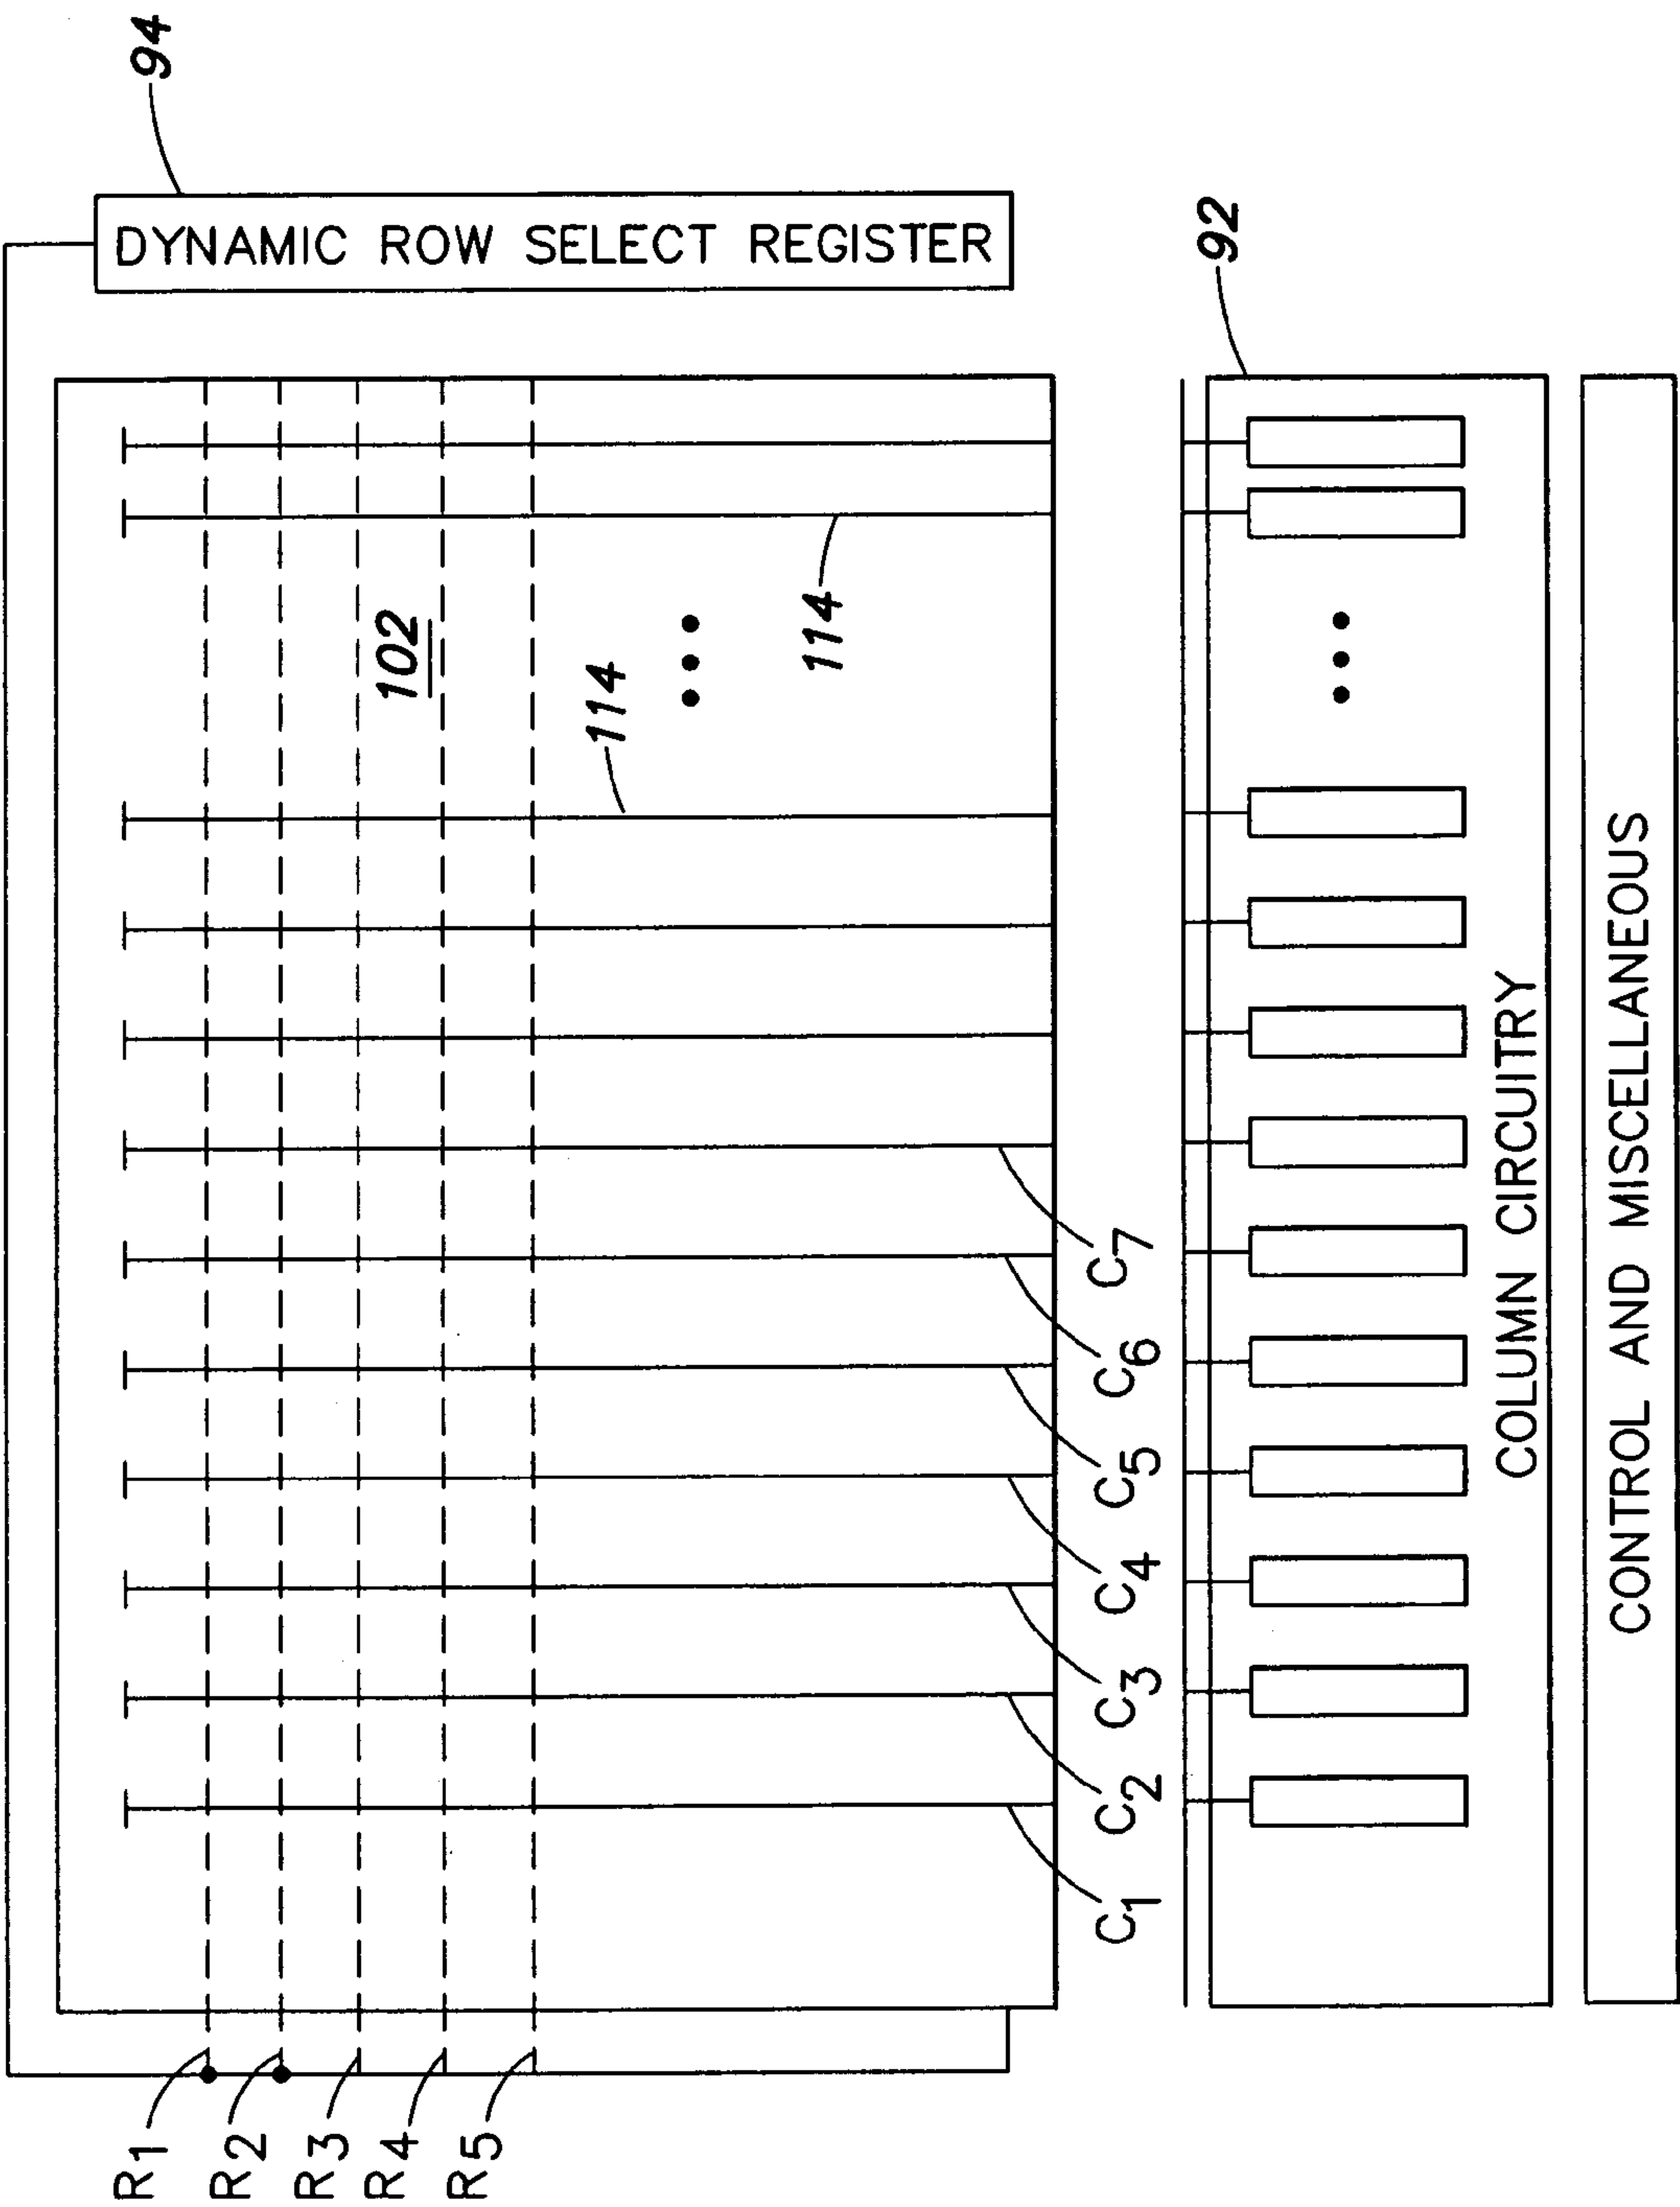 94
DYNAMIC ROW SELECT REGISTER
92
102
114
114
C7
C6
C5
C4
C3
C2
C1
COLUMN CIRCUITRY
CONTROL AND MISCELLANEOUS
R1
R2
R3
R4
R5